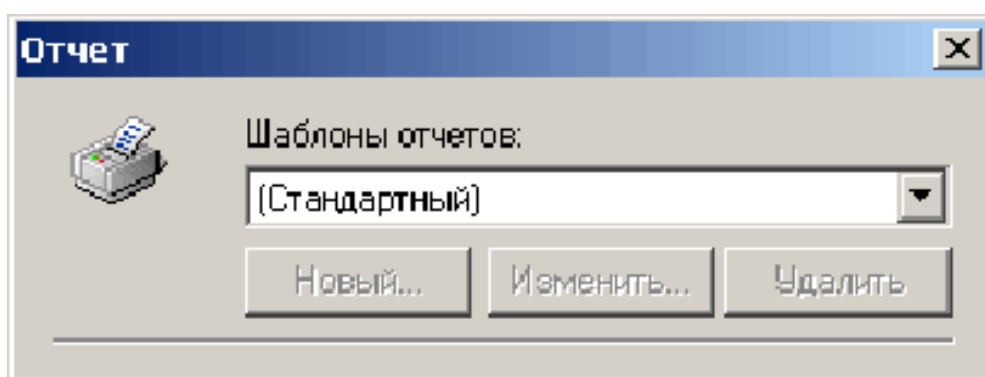 Отчет
Шаблоны отчетов:
(Стандартный)
Новый... Изменить... Удалить